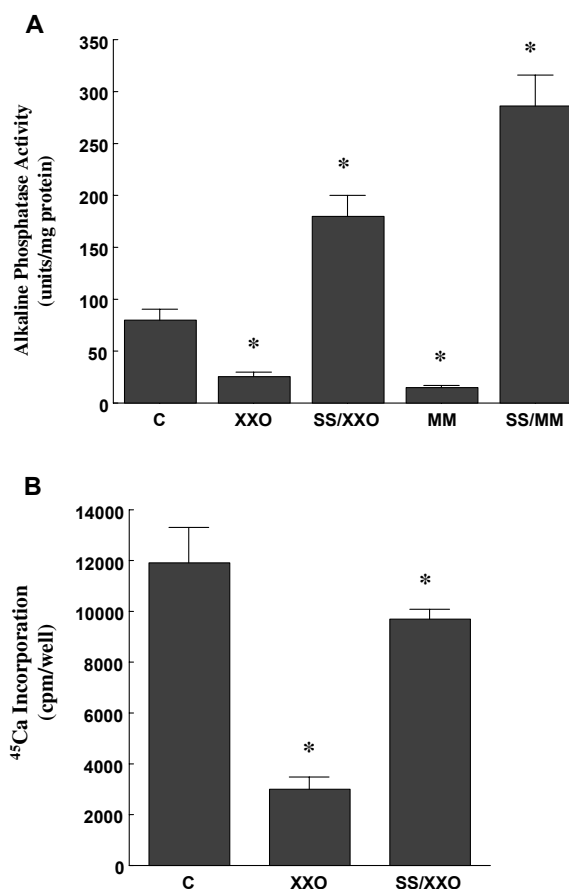 A
350
300
250
200
150
100
50
0
Alkaline Phosphatase Activity
(units/mg protein)
*
*
*
*
C XXO SS/XXO MM SS/MM
B
14000
12000
10000
8000
6000
4000
2000
0
⁴⁵Ca Incorporation
(cpm/well)
*
*
C XXO SS/XXO